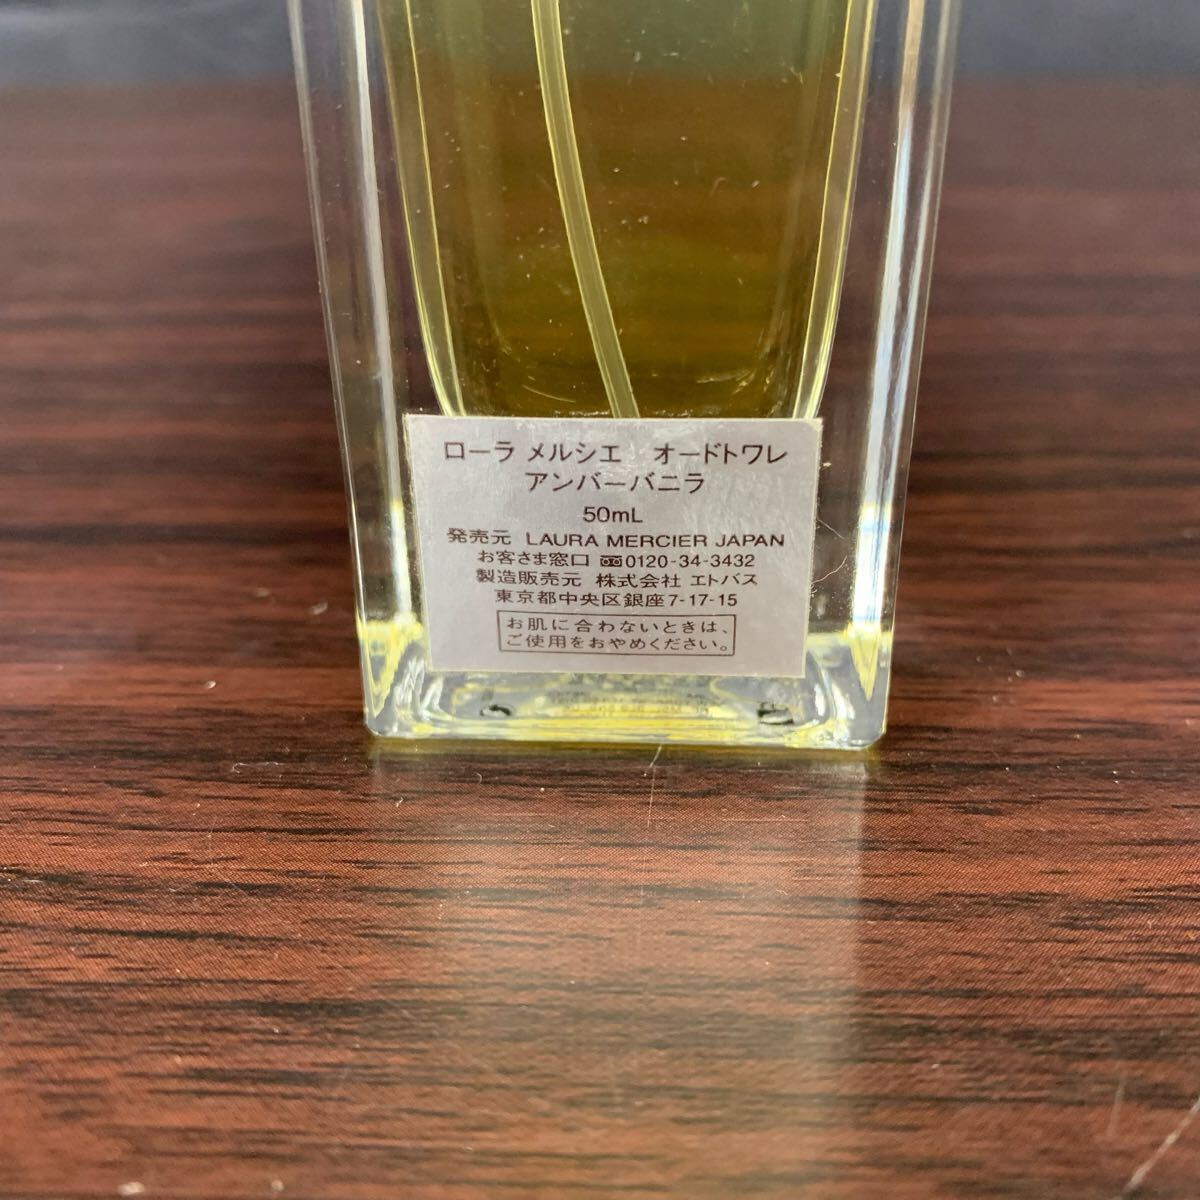 ローラ メルシエ　オードトワレ
アンバーバニラ
50mL
発売元 LAURA MERCIER JAPAN
お客さま窓口 0120-34-3432
製造販売元 株式会社 エトバス
東京都中央区銀座7-17-15
お肌に合わないときは、
ご使用をおやめください。